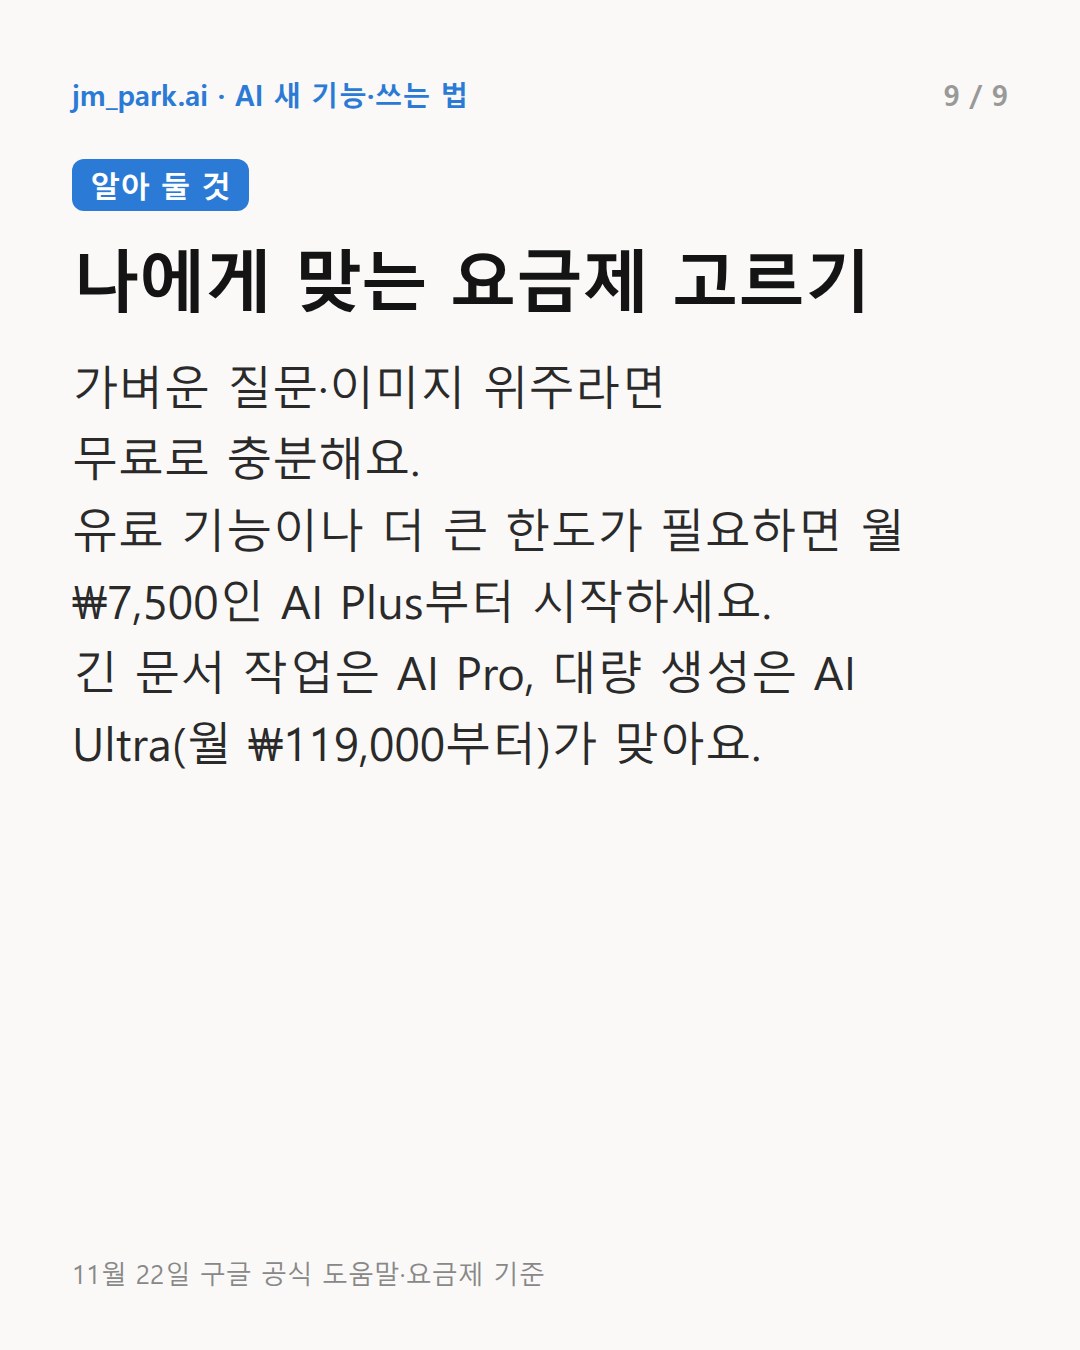 jm_park.ai · AI 새 기능·쓰는 법
9 / 9
알아 둘 것
나에게 맞는 요금제 고르기
가벼운 질문·이미지 위주라면
무료로 충분해요.
유료 기능이나 더 큰 한도가 필요하면 월
₩7,500인 AI Plus부터 시작하세요.
긴 문서 작업은 AI Pro, 대량 생성은 AI
Ultra(월 ₩119,000부터)가 맞아요.
11월 22일 구글 공식 도움말·요금제 기준